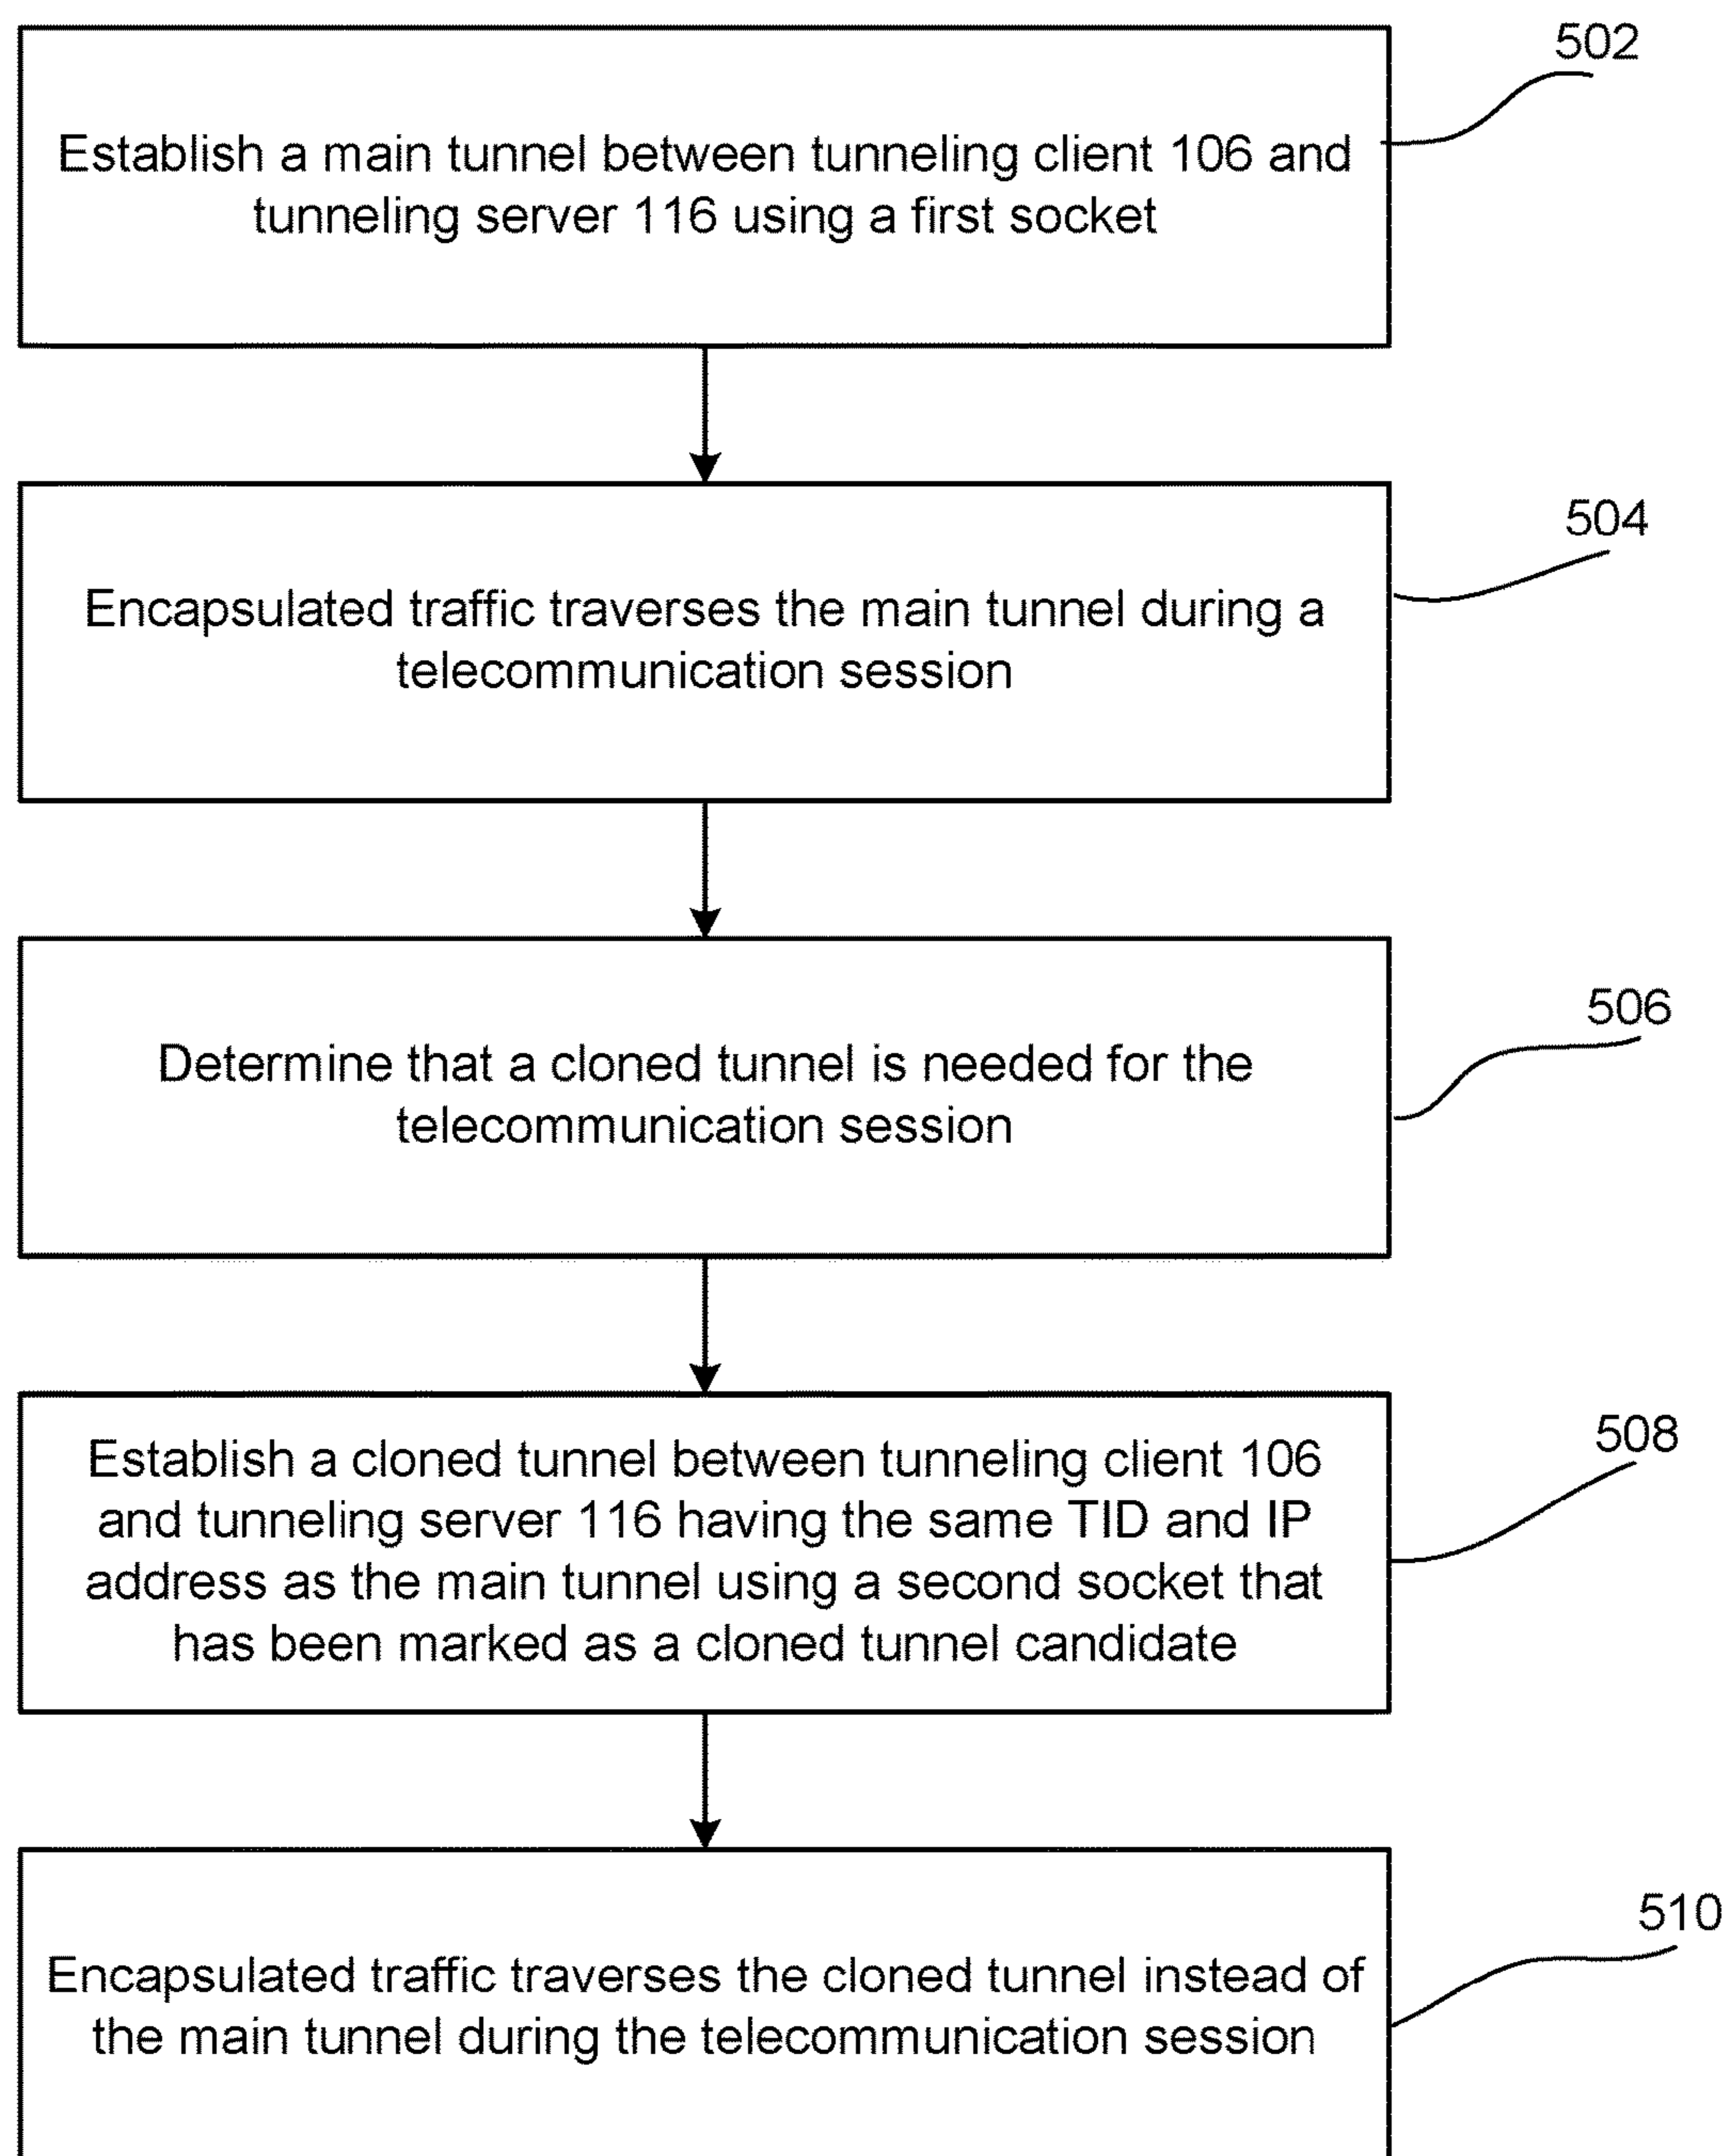 502
Establish a main tunnel between tunneling client 106 and
tunneling server 116 using a first socket
504
Encapsulated traffic traverses the main tunnel during a
telecommunication session
506
Determine that a cloned tunnel is needed for the
telecommunication session
508
Establish a cloned tunnel between tunneling client 106
and tunneling server 116 having the same TID and IP
address as the main tunnel using a second socket that
has been marked as a cloned tunnel candidate
510
Encapsulated traffic traverses the cloned tunnel instead of
the main tunnel during the telecommunication session